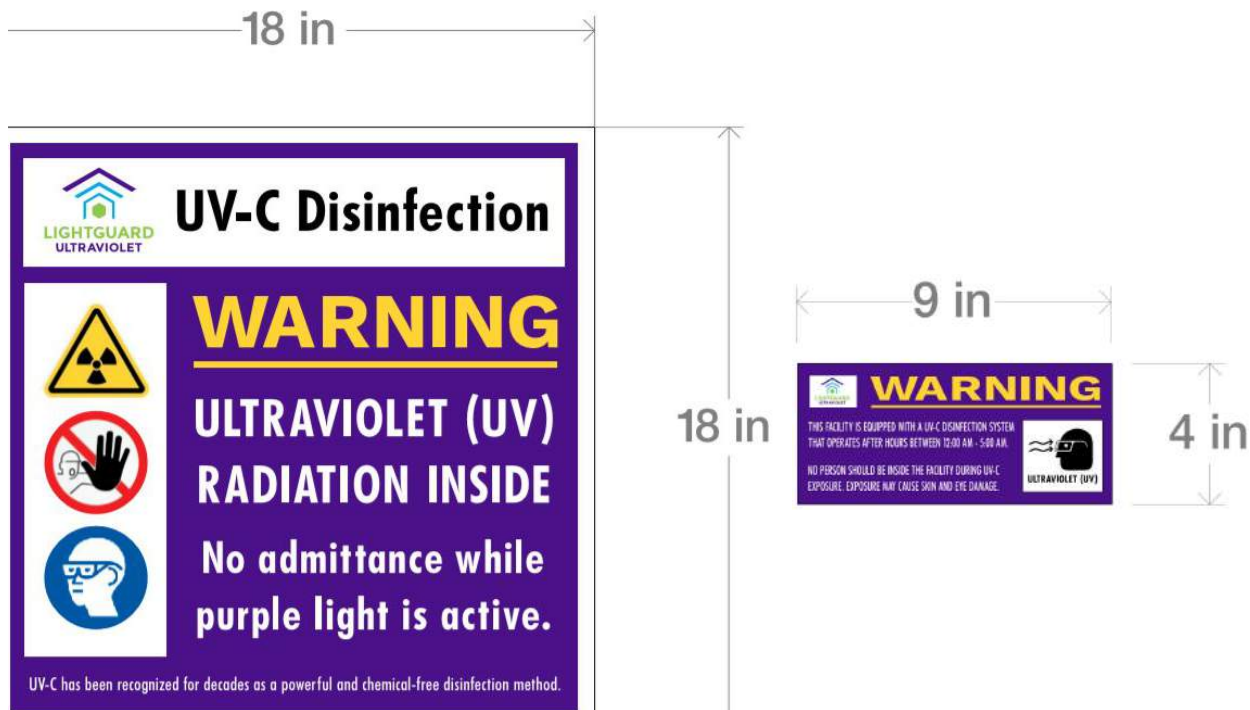 18 in
LIGHTGUARD
ULTRAVIOLET
UV-C Disinfection
WARNING
ULTRAVIOLET (UV)
RADIATION INSIDE
No admittance while
purple light is active.
UV-C has been recognized for decades as a powerful and chemical-free disinfection method.
18 in
9 in
LIGHTGUARD
ULTRAVIOLET
WARNING
THIS FACILITY IS EQUIPPED WITH A UV-C DISINFECTION SYSTEM
THAT OPERATES AFTER HOURS BETWEEN 12:00 AM - 5:00 AM.
NO PERSON SHOULD BE INSIDE THE FACILITY DURING UV-C
EXPOSURE. EXPOSURE MAY CAUSE SKIN AND EYE DAMAGE.
ULTRAVIOLET (UV)
4 in